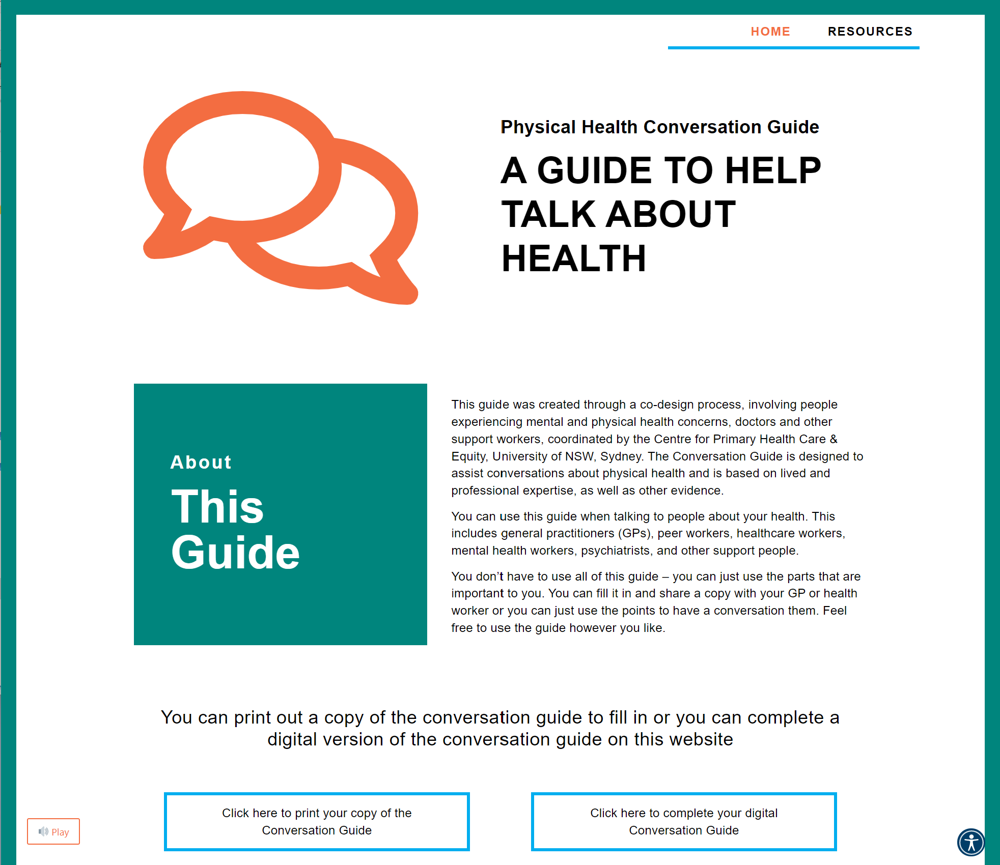 HOME RESOURCES
Physical Health Conversation Guide
A GUIDE TO HELP
TALK ABOUT
HEALTH
About
This
Guide
This guide was created through a co-design process, involving people
experiencing mental and physical health concerns, doctors and other
support workers, coordinated by the Centre for Primary Health Care &
Equity, University of NSW, Sydney. The Conversation Guide is designed to
assist conversations about physical health and is based on lived and
professional expertise, as well as other evidence.
You can use this guide when talking to people about your health. This
includes general practitioners (GPs), peer workers, healthcare workers,
mental health workers, psychiatrists, and other support people.
You don’t have to use all of this guide – you can just use the parts that are
important to you. You can fill it in and share a copy with your GP or health
worker or you can just use the points to have a conversation them. Feel
free to use the guide however you like.
You can print out a copy of the conversation guide to fill in or you can complete a
digital version of the conversation guide on this website
Click here to print your copy of the
Conversation Guide
Click here to complete your digital
Conversation Guide
Play